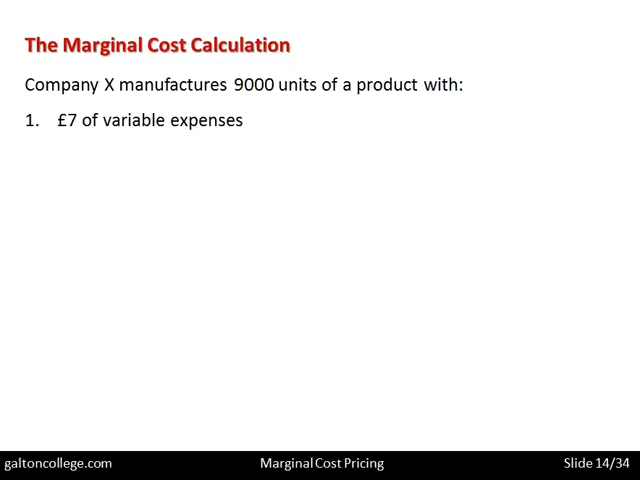 The Marginal Cost Calculation
Company X manufactures 9000 units of a product with:
1. £7 of variable expenses
galtoncollege.com Marginal Cost Pricing Slide 14/34